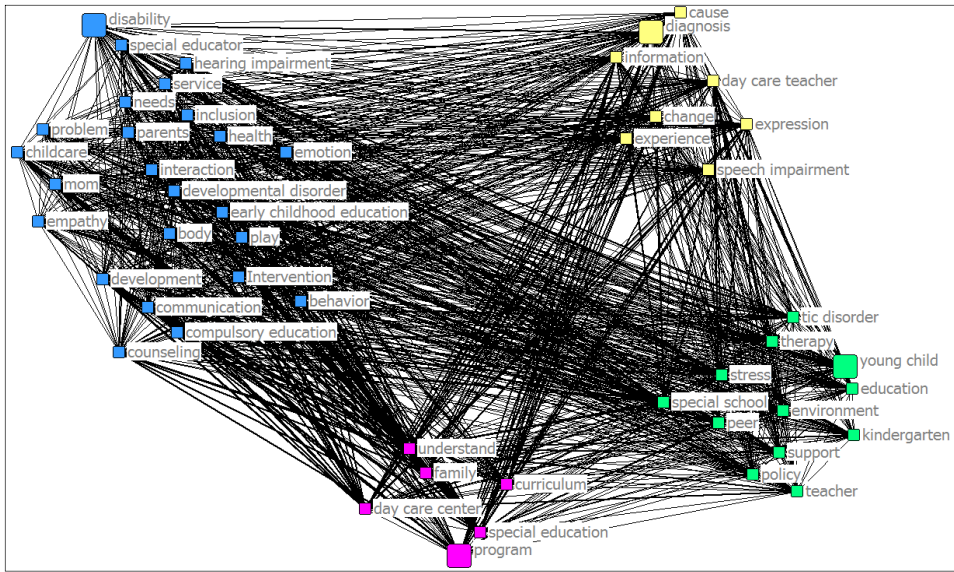 disability
special educator
hearing impairment
service
needs
inclusion
problem
parents
health
childcare
emotion
interaction
mom
developmental disorder
empathy
early childhood education
body
play
development
Intervention
communication
behavior
compulsory education
counseling
cause
diagnosis
information
day care teacher
change
expression
experience
speech impairment
tic disorder
therapy
young child
stress
education
special school
environment
peer
kindergarten
support
policy
teacher
understand
family
curriculum
day care center
special education
program